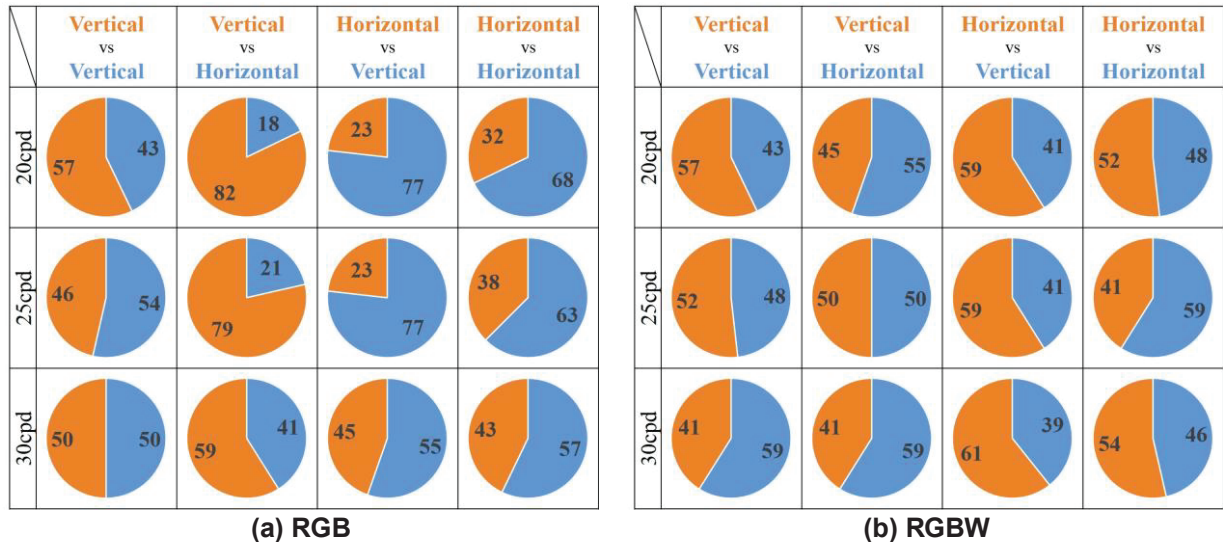 Vertical vs Vertical
Vertical vs Horizontal
Horizontal vs Vertical
Horizontal vs Horizontal
20cpd
57 43
82 18
23 77
32 68
25cpd
46 54
79 21
23 77
38 63
30cpd
50 50
59 41
45 55
43 57
(a) RGB
Vertical vs Vertical
Vertical vs Horizontal
Horizontal vs Vertical
Horizontal vs Horizontal
20cpd
57 43
45 55
59 41
52 48
25cpd
52 48
50 50
59 41
41 59
30cpd
41 59
41 59
61 39
54 46
(b) RGBW